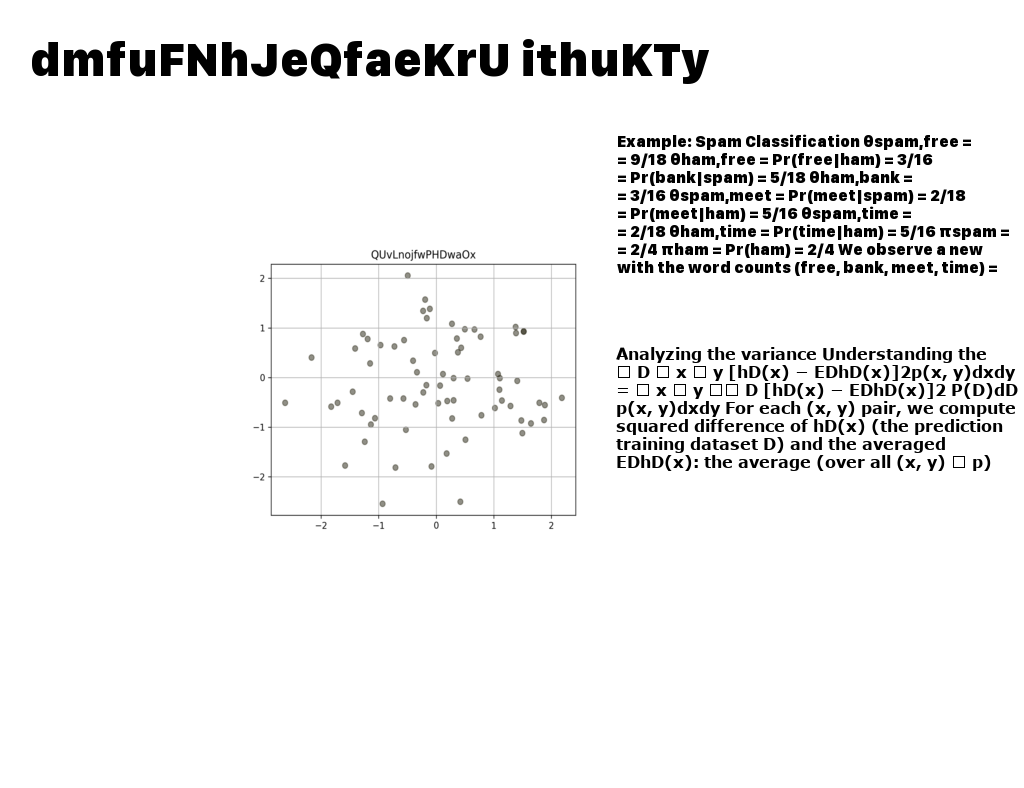 dmfuFNhJeQfaeKrU ithuKTy
Example: Spam Classification θspam,free =
= 9/18 θham,free = Pr(free|ham) = 3/16
= Pr(bank|spam) = 5/18 θham,bank =
= 3/16 θspam,meet = Pr(meet|spam) = 2/18
= Pr(meet|ham) = 5/16 θspam,time =
= 2/18 θham,time = Pr(time|ham) = 5/16 πspam =
= 2/4 πham = Pr(ham) = 2/4 We observe a new
with the word counts (free, bank, meet, time) =
QUvLnojfwPHDwaOx
2
1
0
−1
−2
−2 −1 0 1 2
Analyzing the variance Understanding the
□ D □ x □ y [hD(x) − EDhD(x)]2p(x, y)dxdy
= □ x □ y □□ D [hD(x) − EDhD(x)]2 P(D)dD
p(x, y)dxdy For each (x, y) pair, we compute
squared difference of hD(x) (the prediction
training dataset D) and the averaged
EDhD(x): the average (over all (x, y) □ p)